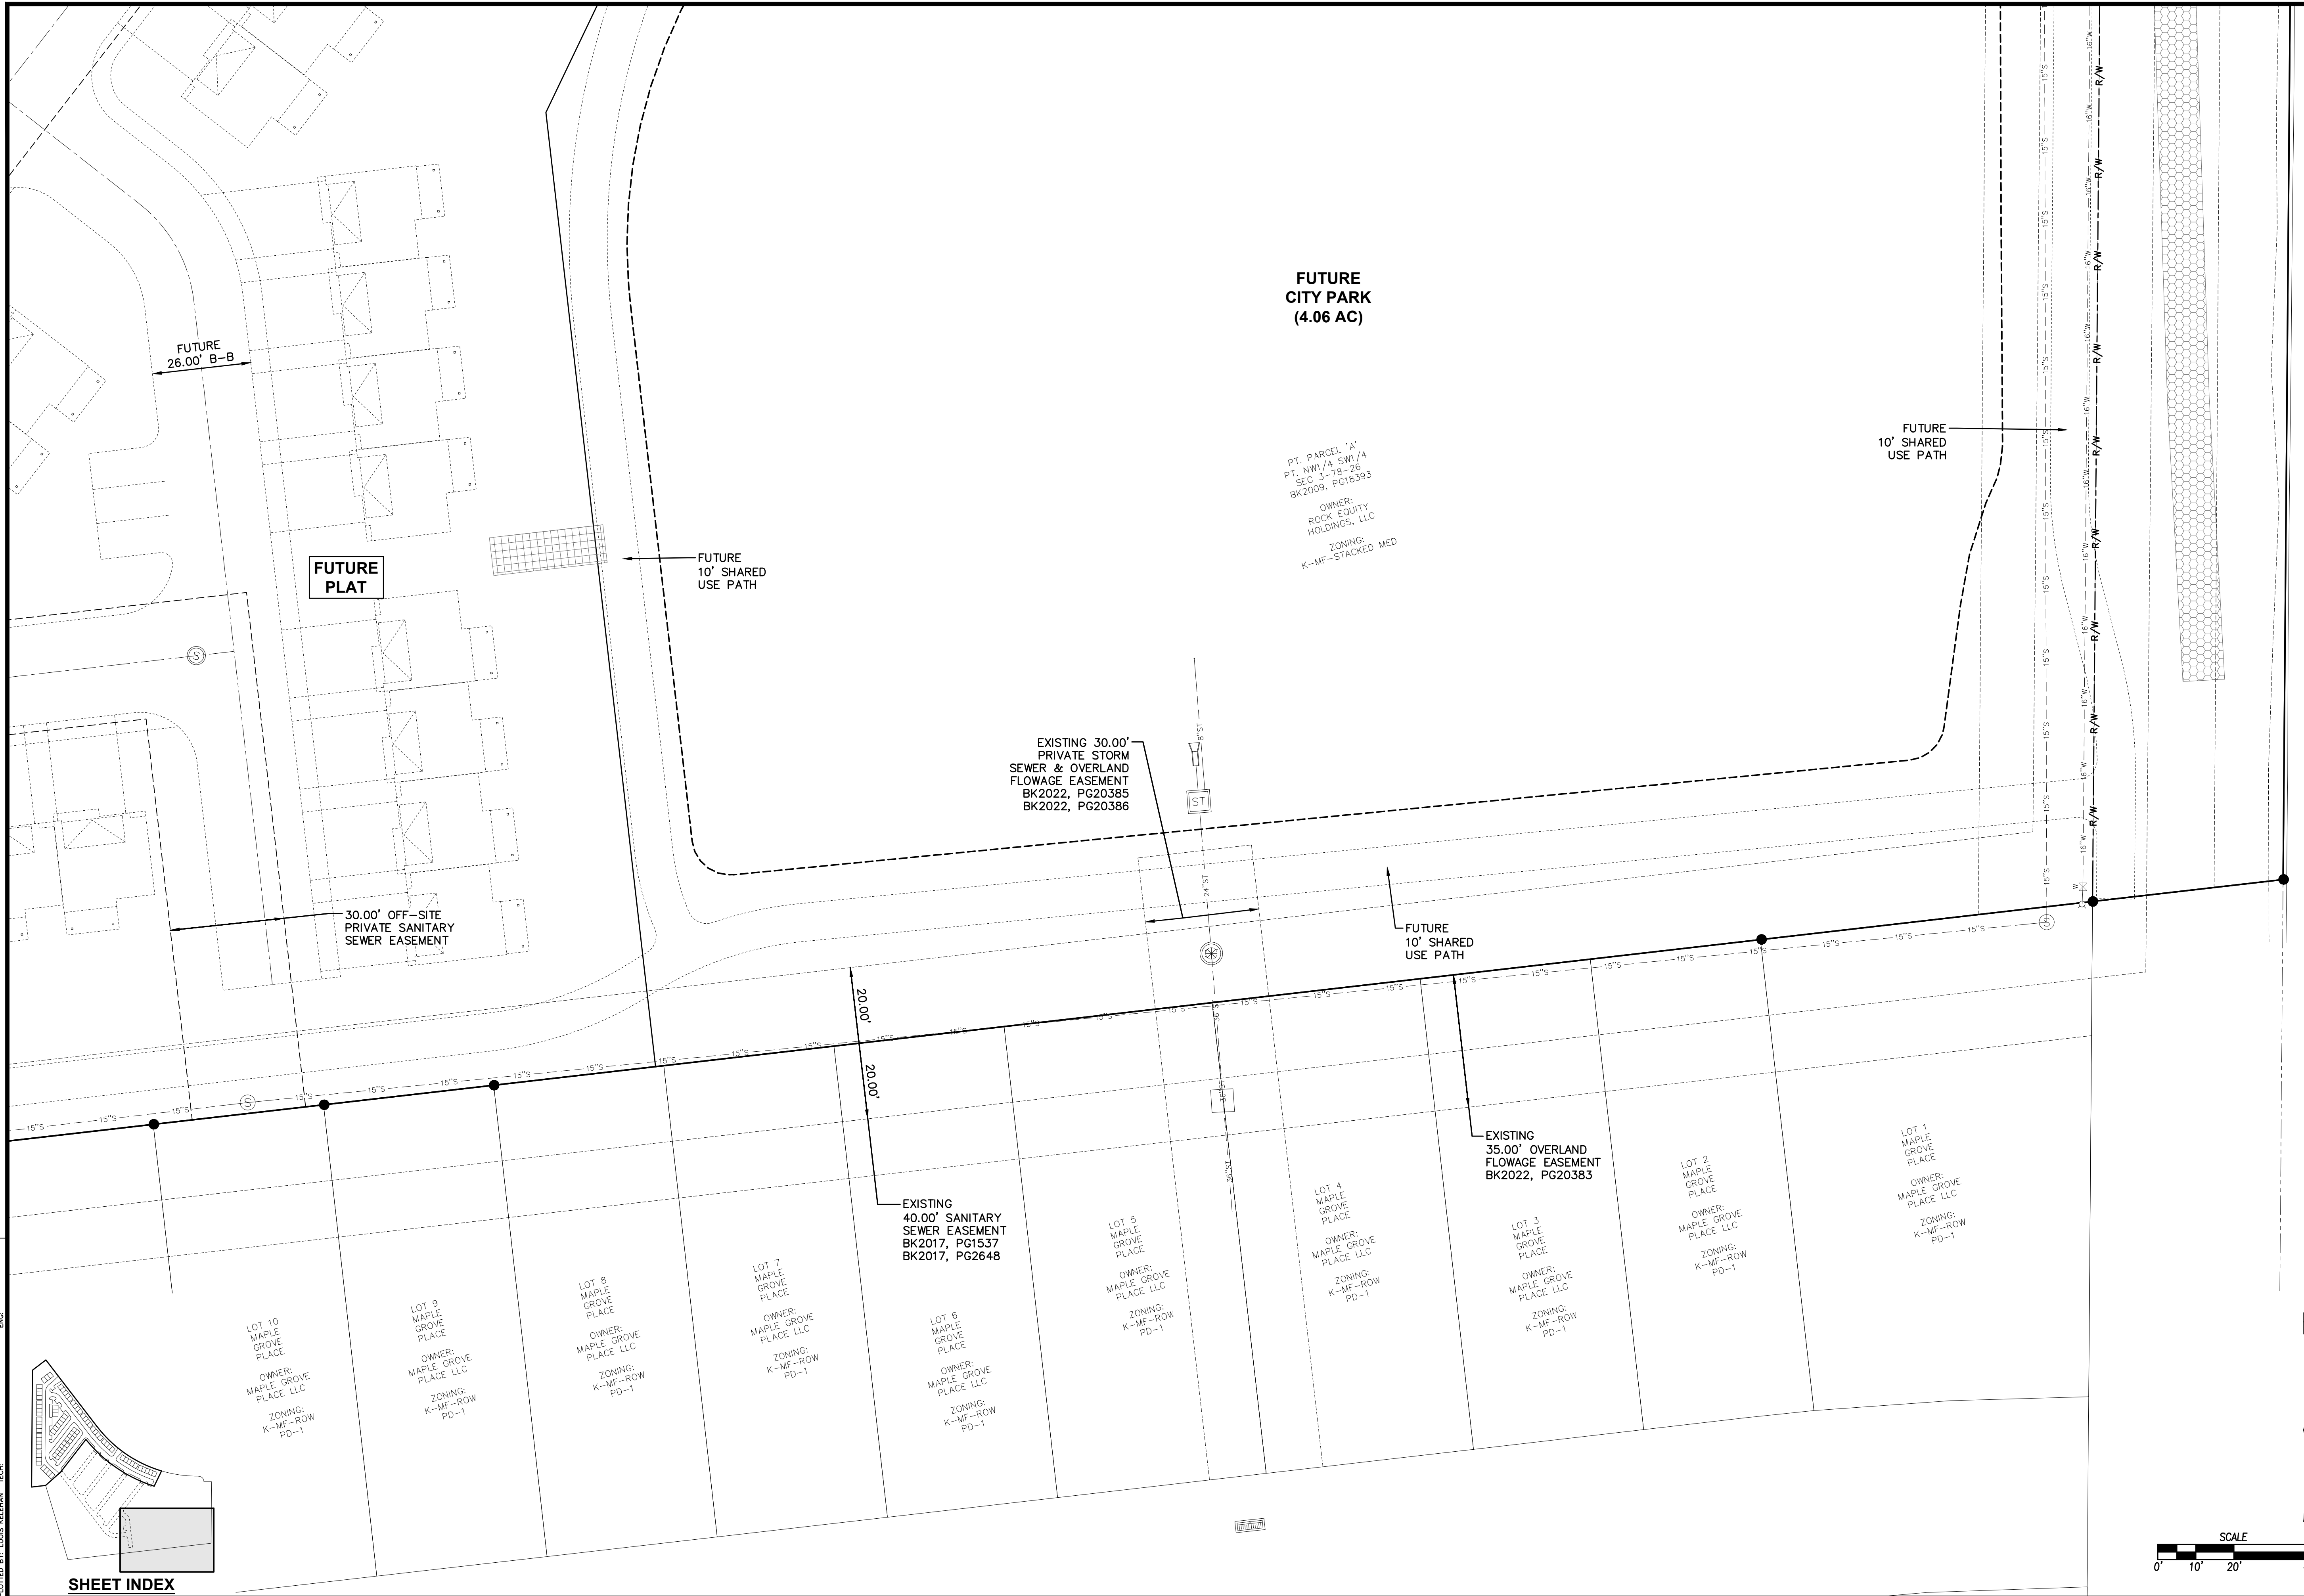 FUTURE
CITY PARK
(4.06 AC)
FUTURE
26.00' B-B
FUTURE
10' SHARED
USE PATH
PT. PARCEL 'A'
PT. NW1/4 SW1/4
SEC 3-78-26
BK2009, PG18393
OWNER:
ROCK EQUITY
HOLDINGS, LLC
ZONING:
K-MF-STACKED MED
FUTURE
PLAT
FUTURE
10' SHARED
USE PATH
EXISTING 30.00'
PRIVATE STORM
SEWER & OVERLAND
FLOWAGE EASEMENT
BK2022, PG20385
BK2022, PG20386
ST
24"ST
30.00' OFF-SITE
PRIVATE SANITARY
SEWER EASEMENT
FUTURE
10' SHARED
USE PATH
20.00'
20.00'
EXISTING
40.00' SANITARY
SEWER EASEMENT
BK2017, PG1537
BK2017, PG2648
EXISTING
35.00' OVERLAND
FLOWAGE EASEMENT
BK2022, PG20383
S
S
S
W
15"S
16"W
R/W
36"ST
LOT 1
MAPLE
GROVE
PLACE
OWNER:
MAPLE GROVE
PLACE LLC
ZONING:
K-MF-ROW
PD-1
LOT 2
MAPLE
GROVE
PLACE
OWNER:
MAPLE GROVE
PLACE LLC
ZONING:
K-MF-ROW
PD-1
LOT 3
MAPLE
GROVE
PLACE
OWNER:
MAPLE GROVE
PLACE LLC
ZONING:
K-MF-ROW
PD-1
LOT 4
MAPLE
GROVE
PLACE
OWNER:
MAPLE GROVE
PLACE LLC
ZONING:
K-MF-ROW
PD-1
LOT 5
MAPLE
GROVE
PLACE
OWNER:
MAPLE GROVE
PLACE LLC
ZONING:
K-MF-ROW
PD-1
LOT 6
MAPLE
GROVE
PLACE
OWNER:
MAPLE GROVE
PLACE LLC
ZONING:
K-MF-ROW
PD-1
LOT 7
MAPLE
GROVE
PLACE
OWNER:
MAPLE GROVE
PLACE LLC
ZONING:
K-MF-ROW
PD-1
LOT 8
MAPLE
GROVE
PLACE
OWNER:
MAPLE GROVE
PLACE LLC
ZONING:
K-MF-ROW
PD-1
LOT 9
MAPLE
GROVE
PLACE
OWNER:
MAPLE GROVE
PLACE LLC
ZONING:
K-MF-ROW
PD-1
LOT 10
MAPLE
GROVE
PLACE
OWNER:
MAPLE GROVE
PLACE LLC
ZONING:
K-MF-ROW
PD-1
SHEET INDEX
SCALE
0' 10' 20'